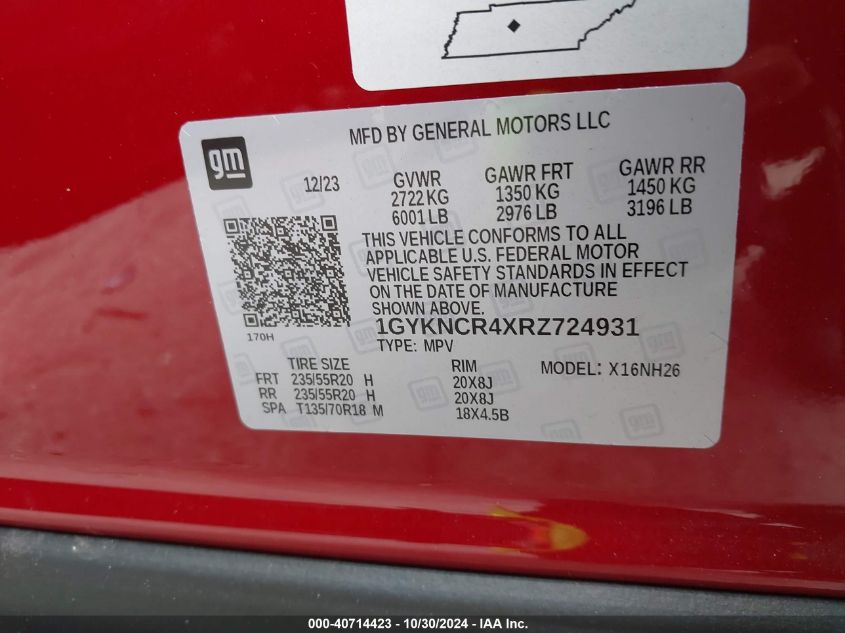 MFD BY GENERAL MOTORS LLC
gm
12/23
GVWR
2722 KG
6001 LB
GAWR FRT
1350 KG
2976 LB
GAWR RR
1450 KG
3196 LB
THIS VEHICLE CONFORMS TO ALL
APPLICABLE U.S. FEDERAL MOTOR
VEHICLE SAFETY STANDARDS IN EFFECT
ON THE DATE OF MANUFACTURE
SHOWN ABOVE.
170H
1GYKNCR4XRZ724931
TYPE: MPV
TIRE SIZE RIM MODEL: X16NH26
FRT 235/55R20 H 20X8J
RR 235/55R20 H 20X8J
SPA T135/70R18 M 18X4.5B
000-40714423 - 10/30/2024 - IAA Inc.